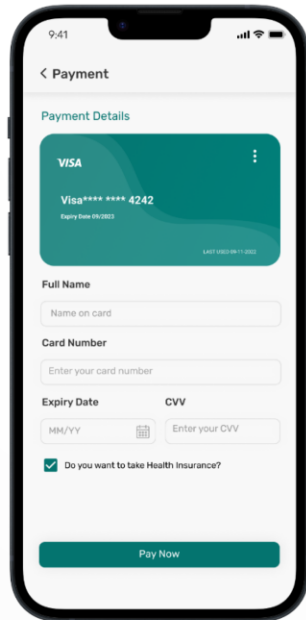 9:41
Payment
Payment Details
VISA
Visa**** **** 4242
Expiry Date 09/2023
LAST USED 09-11-2022
Full Name
Name on card
Card Number
Enter your card number
Expiry Date CVV
MM/YY Enter your CVV
Do you want to take Health Insurance?
Pay Now